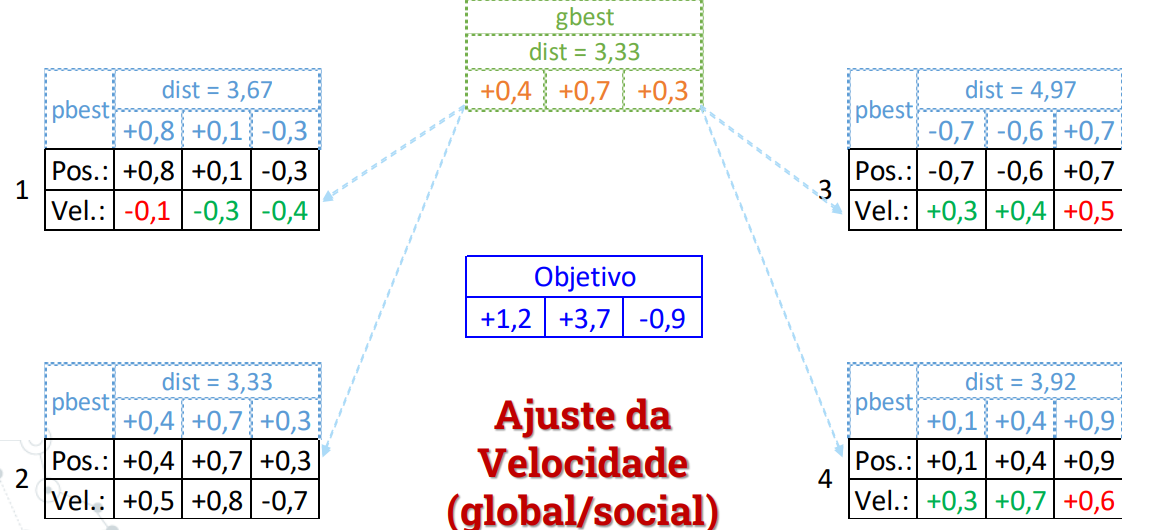 gbest
dist = 3,33
+0,4 +0,7 +0,3
dist = 3,67
pbest
+0,8 +0,1 -0,3
1
Pos.: +0,8 +0,1 -0,3
Vel.: -0,1 -0,3 -0,4
dist = 4,97
pbest
-0,7 -0,6 +0,7
3
Pos.: -0,7 -0,6 +0,7
Vel.: +0,3 +0,4 +0,5
Objetivo
+1,2 +3,7 -0,9
dist = 3,33
pbest
+0,4 +0,7 +0,3
2
Pos.: +0,4 +0,7 +0,3
Vel.: +0,5 +0,8 -0,7
Ajuste da
Velocidade
(global/social)
dist = 3,92
pbest
+0,1 +0,4 +0,9
4
Pos.: +0,1 +0,4 +0,9
Vel.: +0,3 +0,7 +0,6